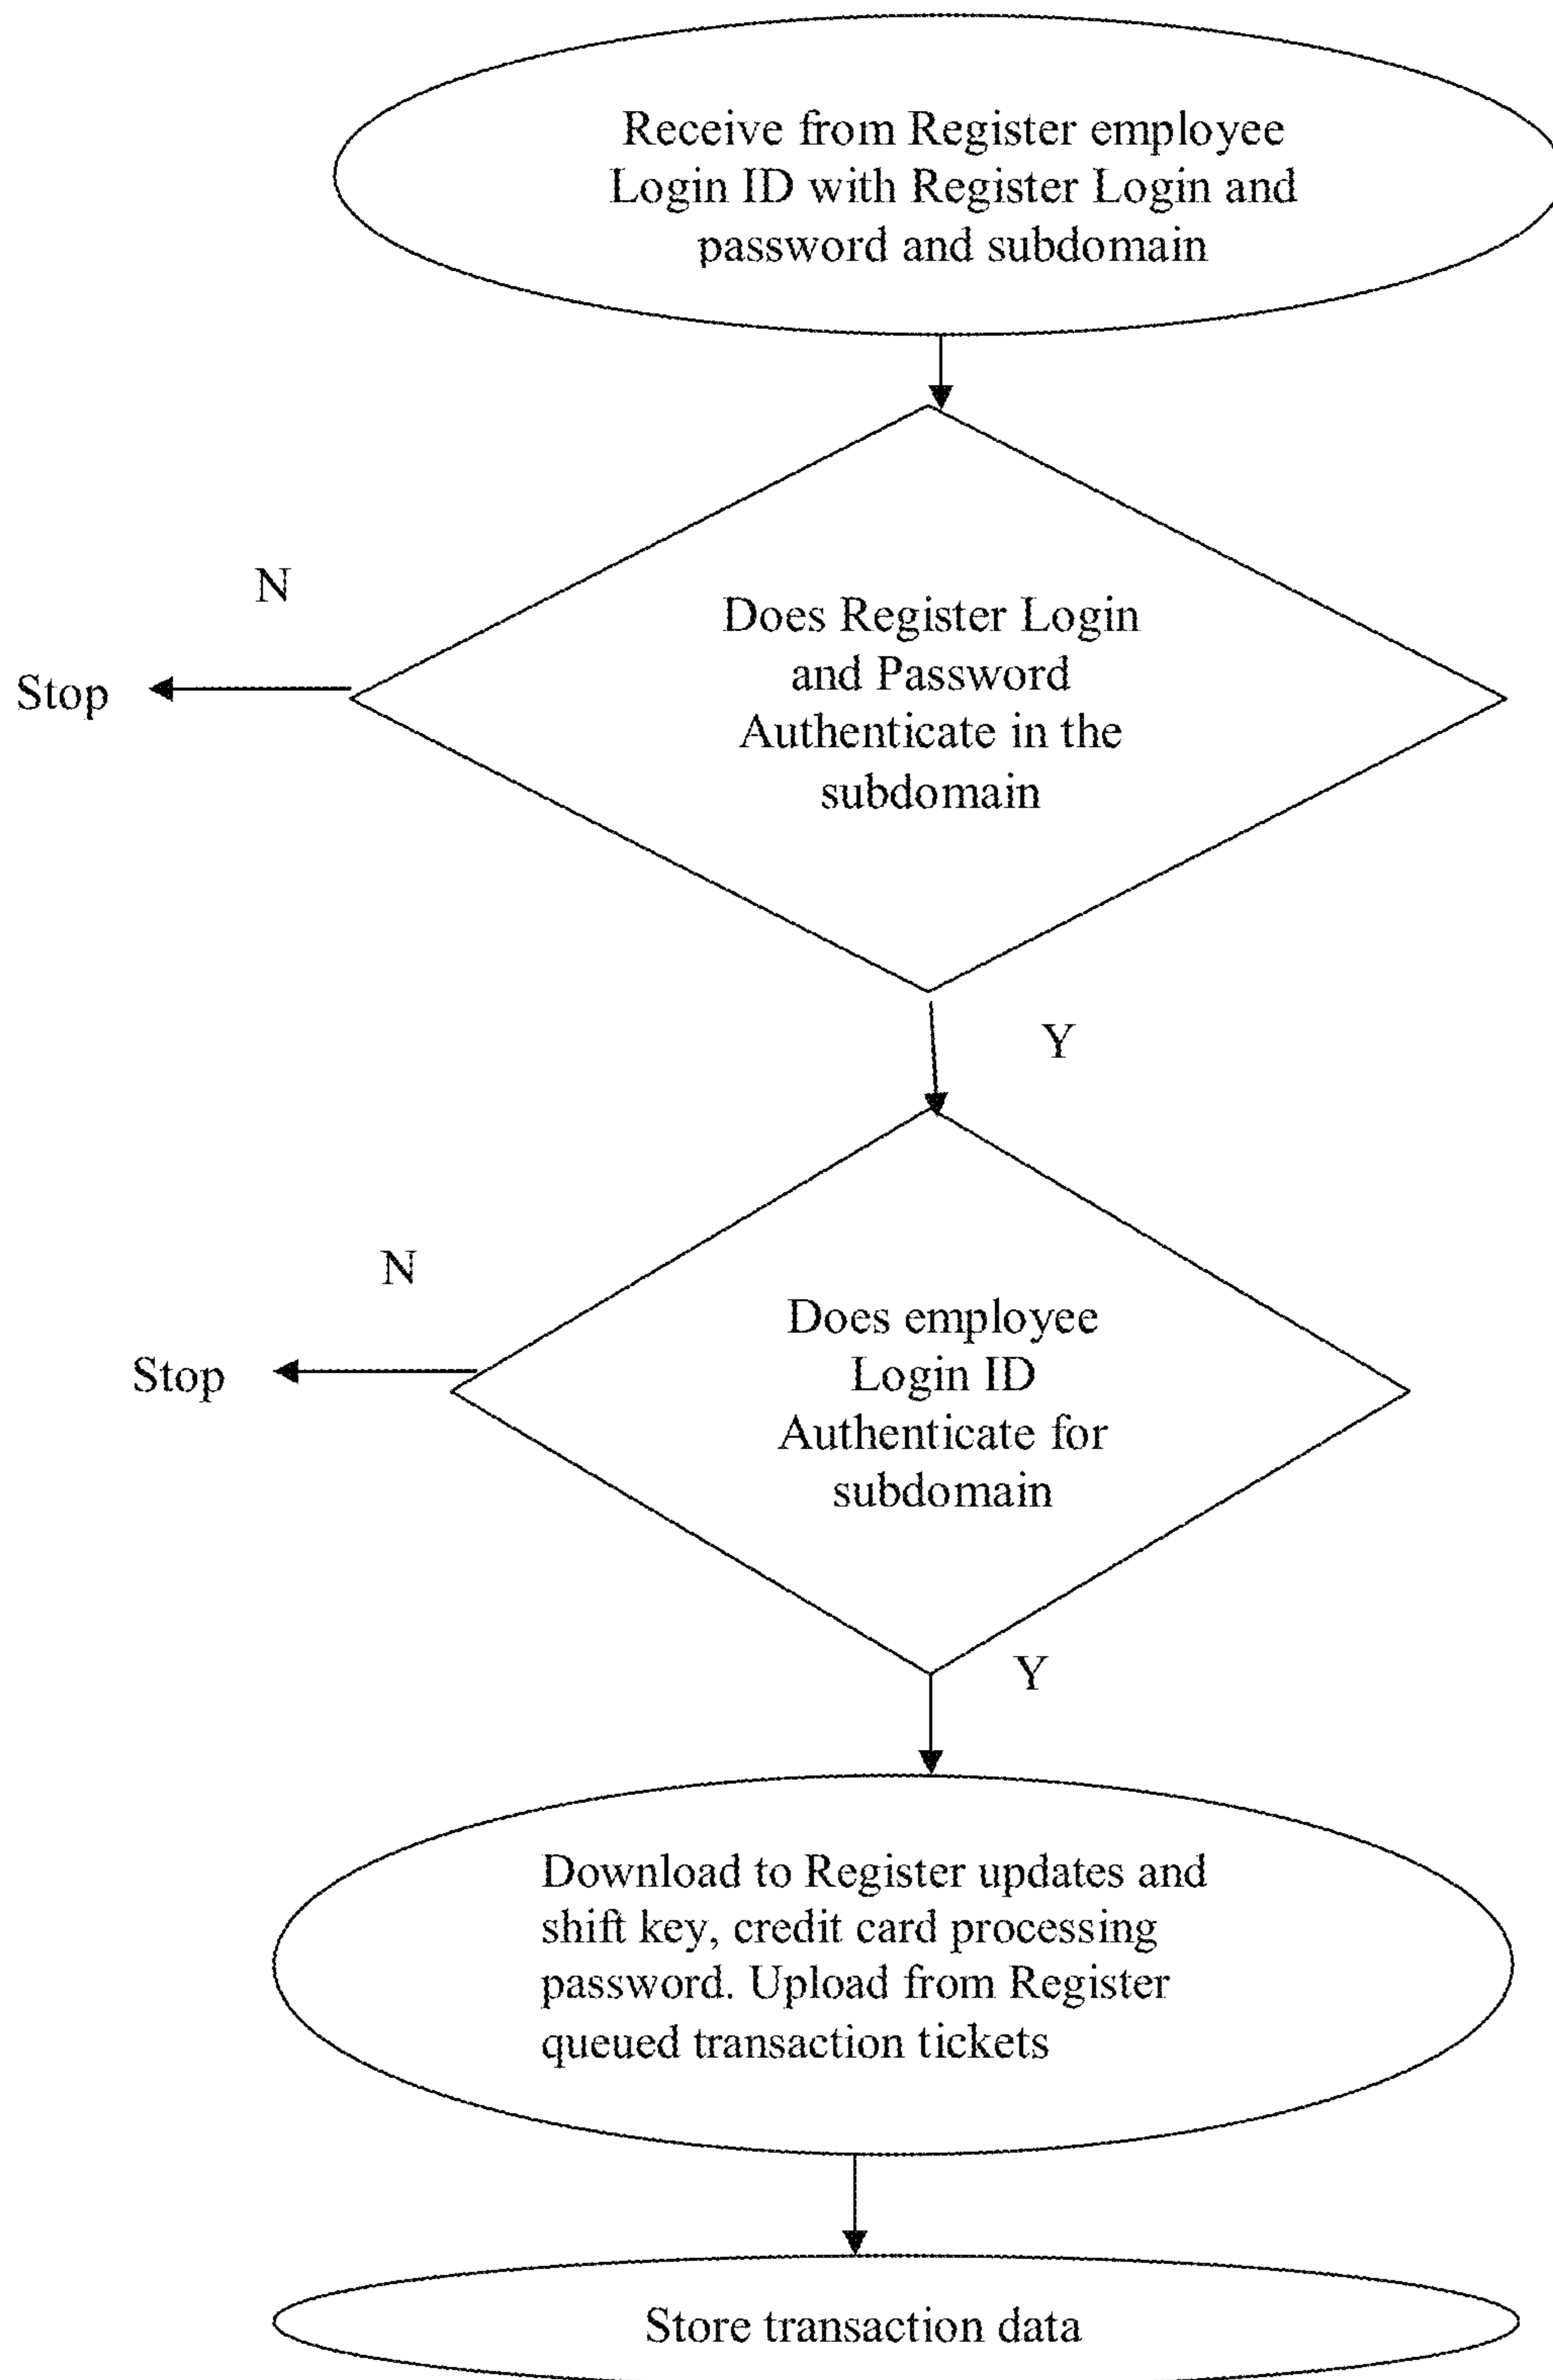 Receive from Register employee
Login ID with Register Login and
password and subdomain
N
Does Register Login
and Password
Authenticate in the
subdomain
Stop
Y
N
Does employee
Login ID
Authenticate for
subdomain
Stop
Y
Download to Register updates and
shift key, credit card processing
password. Upload from Register
queued transaction tickets
Store transaction data